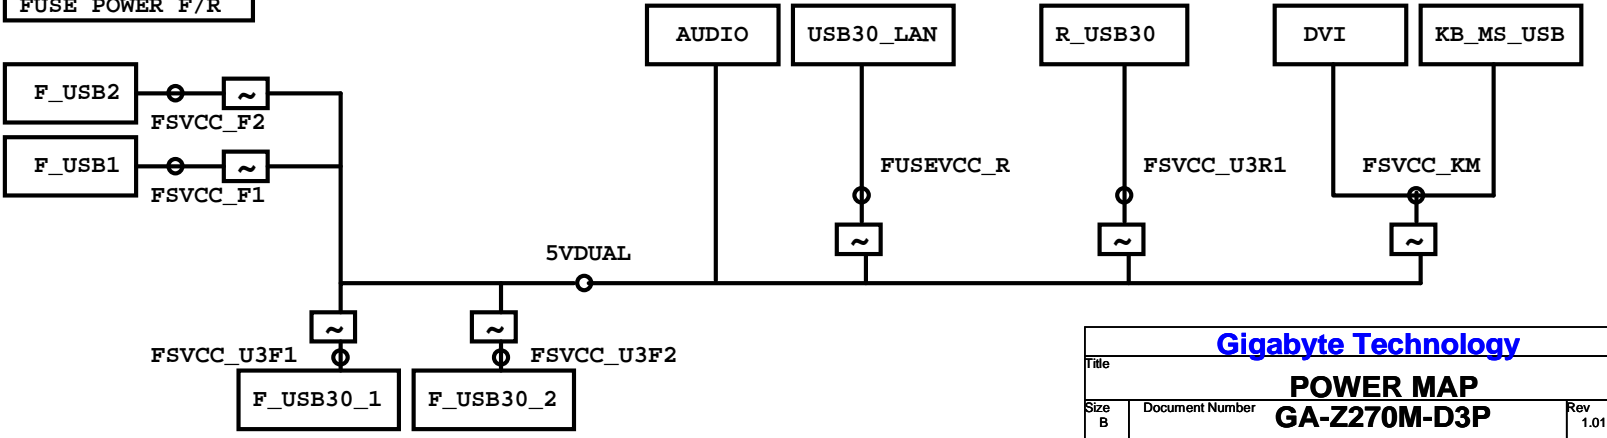 FUSE POWER F/R
AUDIO
USB30_LAN
R_USB30
DVI
KB_MS_USB
F_USB2
~
FSVCC_F2
F_USB1
~
FSVCC_F1
FUSEVCC_R
FSVCC_U3R1
FSVCC_KM
~
~
~
5VDUAL
~
~
FSVCC_U3F1
FSVCC_U3F2
F_USB30_1
F_USB30_2
Gigabyte Technology
Title
POWER MAP
Size
B
Document Number
GA-Z270M-D3P
Rev
1.01